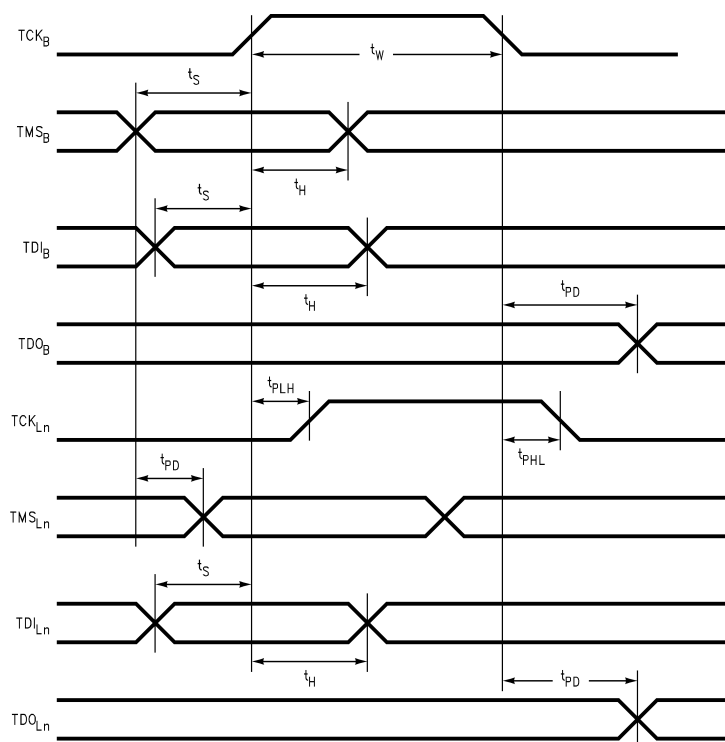 TCK_B
t_W
t_S
TMS_B
t_H
t_S
TDI_B
t_H
t_PD
TDO_B
t_PLH
TCK_Ln
t_PHL
t_PD
TMS_Ln
t_S
TDI_Ln
t_H
t_PD
TDO_Ln